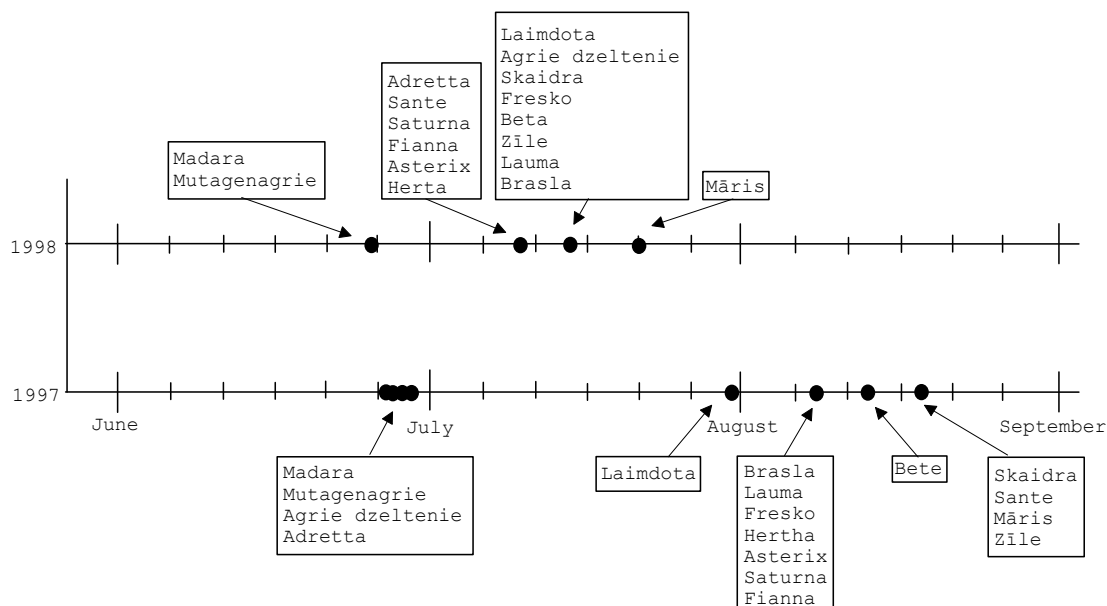 Laimdota
Agrie dzeltenie
Skaidra
Fresko
Beta
Zīle
Lauma
Brasla
Adretta
Sante
Saturna
Fianna
Asterix
Herta
Madara
Mutagenagrie
Māris
1998
1997
June
July
August
September
Madara
Mutagenagrie
Agrie dzeltenie
Adretta
Laimdota
Brasla
Lauma
Fresko
Hertha
Asterix
Saturna
Fianna
Bete
Skaidra
Sante
Māris
Zīle